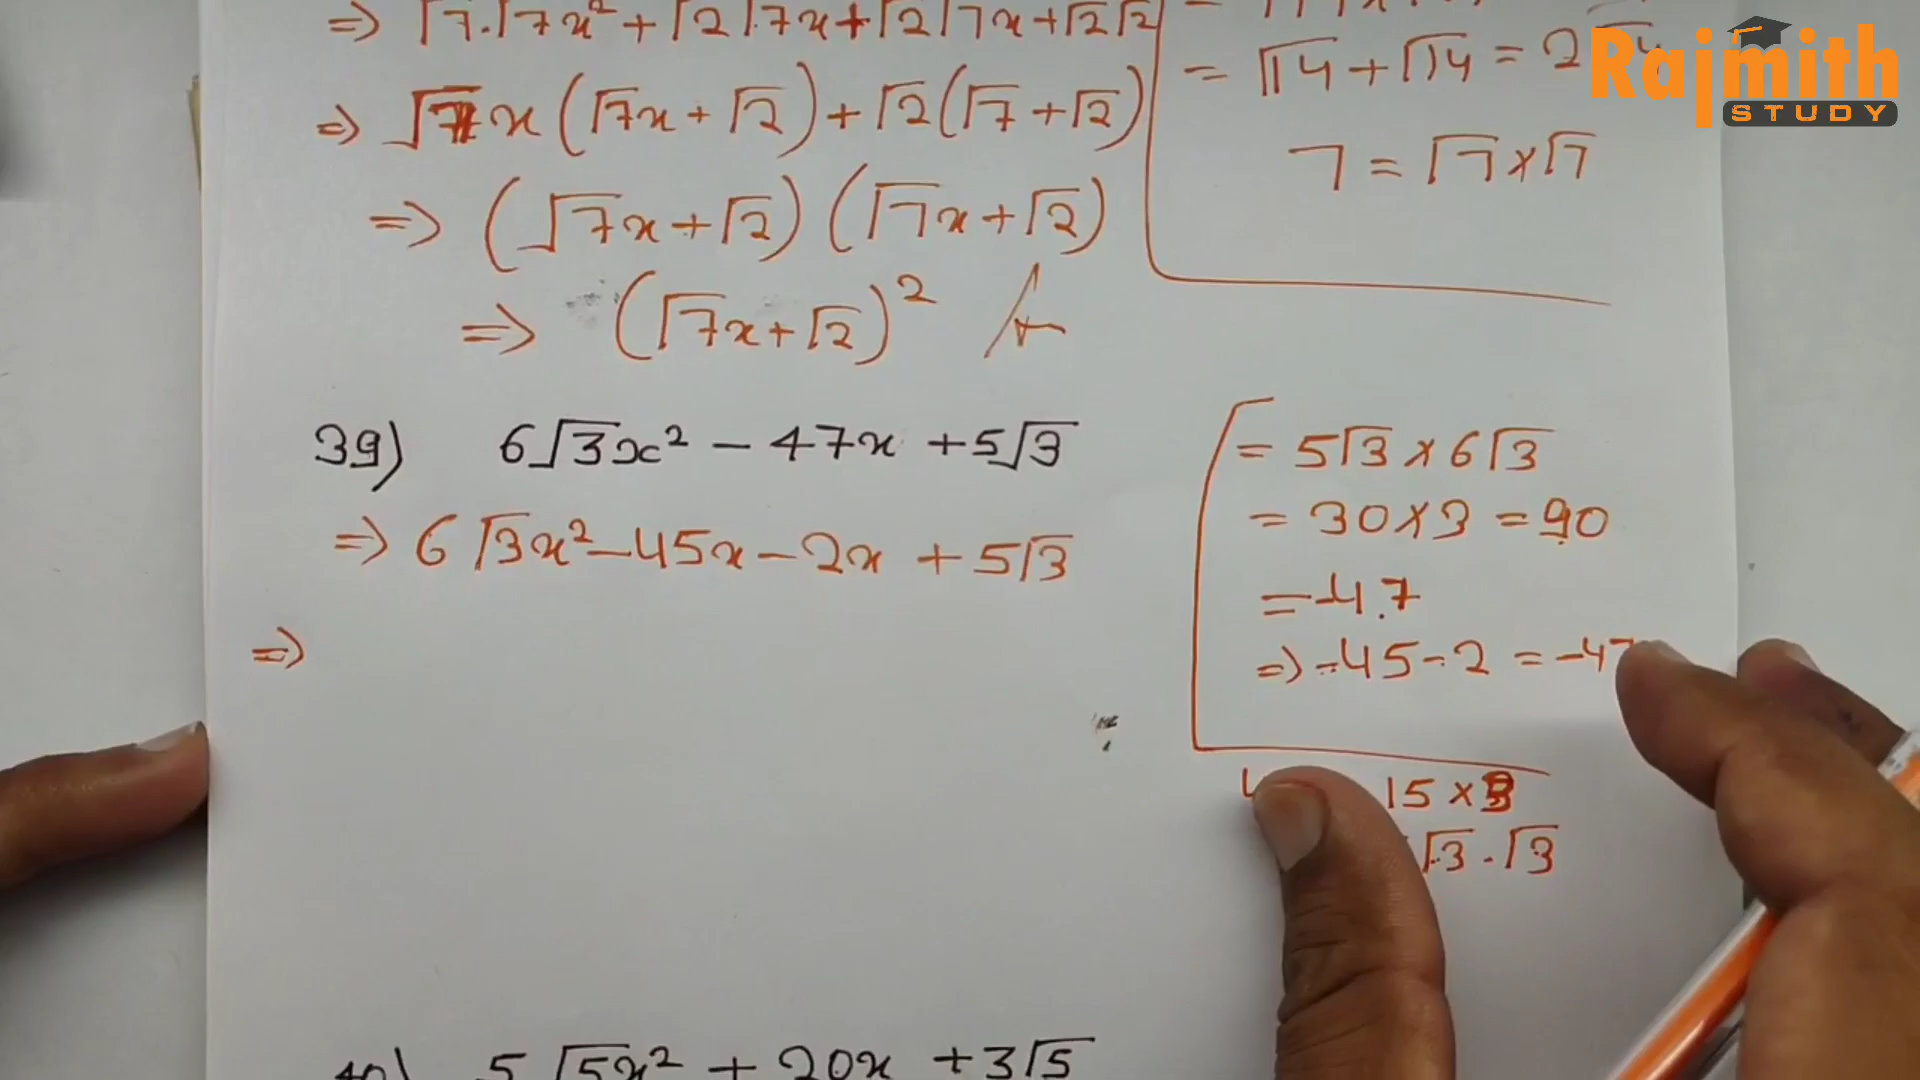 ⇒ √7.√7x² + √2√7x + √2√7x + √2√2
⇒ √7x (√7x + √2) + √2 (√7 + √2)
⇒ (√7x + √2) (√7x + √2)
⇒ (√7x + √2)²
= √14 + √14 = 2√14
7 = √7 × √7
39) 6√3x² - 47x + 5√3
⇒ 6√3x² - 45x - 2x + 5√3
⇒
= 5√3 × 6√3
= 30 × 3 = 90
= -47
⇒ -45 - 2 = -47
15 × 3
√3 . √3
40) 5√5x² + 20x + 3√5
Rajmith
STUDY